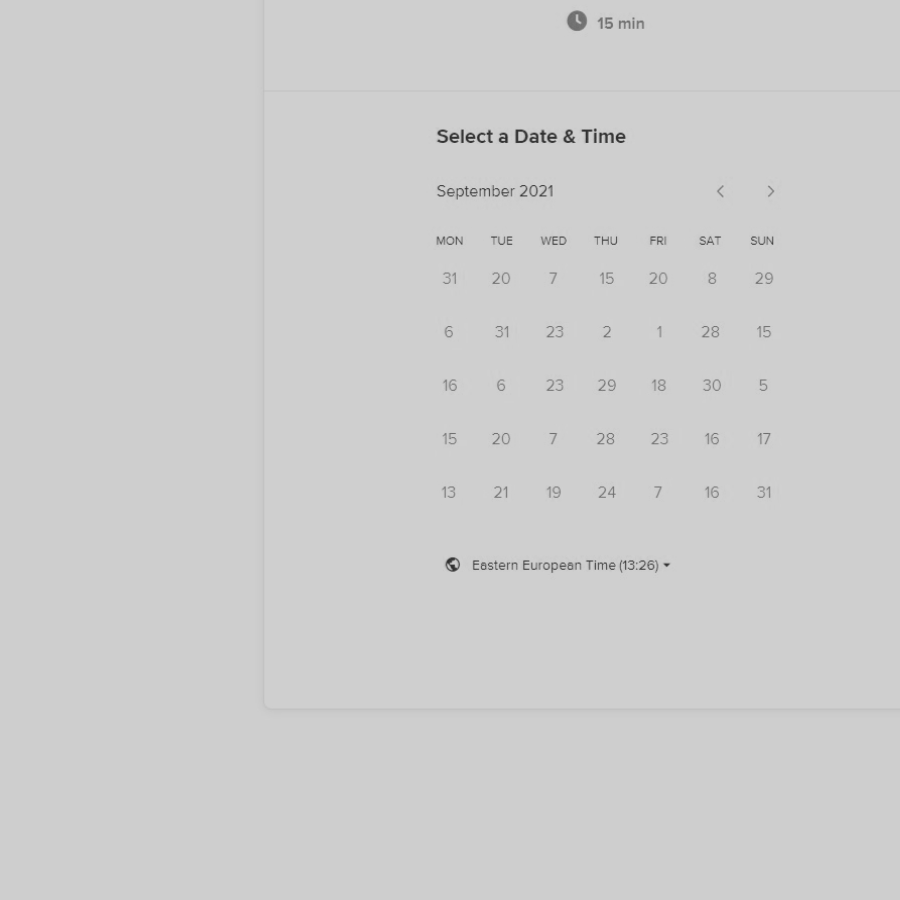 15 min
Select a Date & Time
September 2021
MON TUE WED THU FRI SAT SUN
31 20 7 15 20 8 29
6 31 23 2 1 28 15
16 6 23 29 18 30 5
15 20 7 28 23 16 17
13 21 19 24 7 16 31
Eastern European Time (13:26)